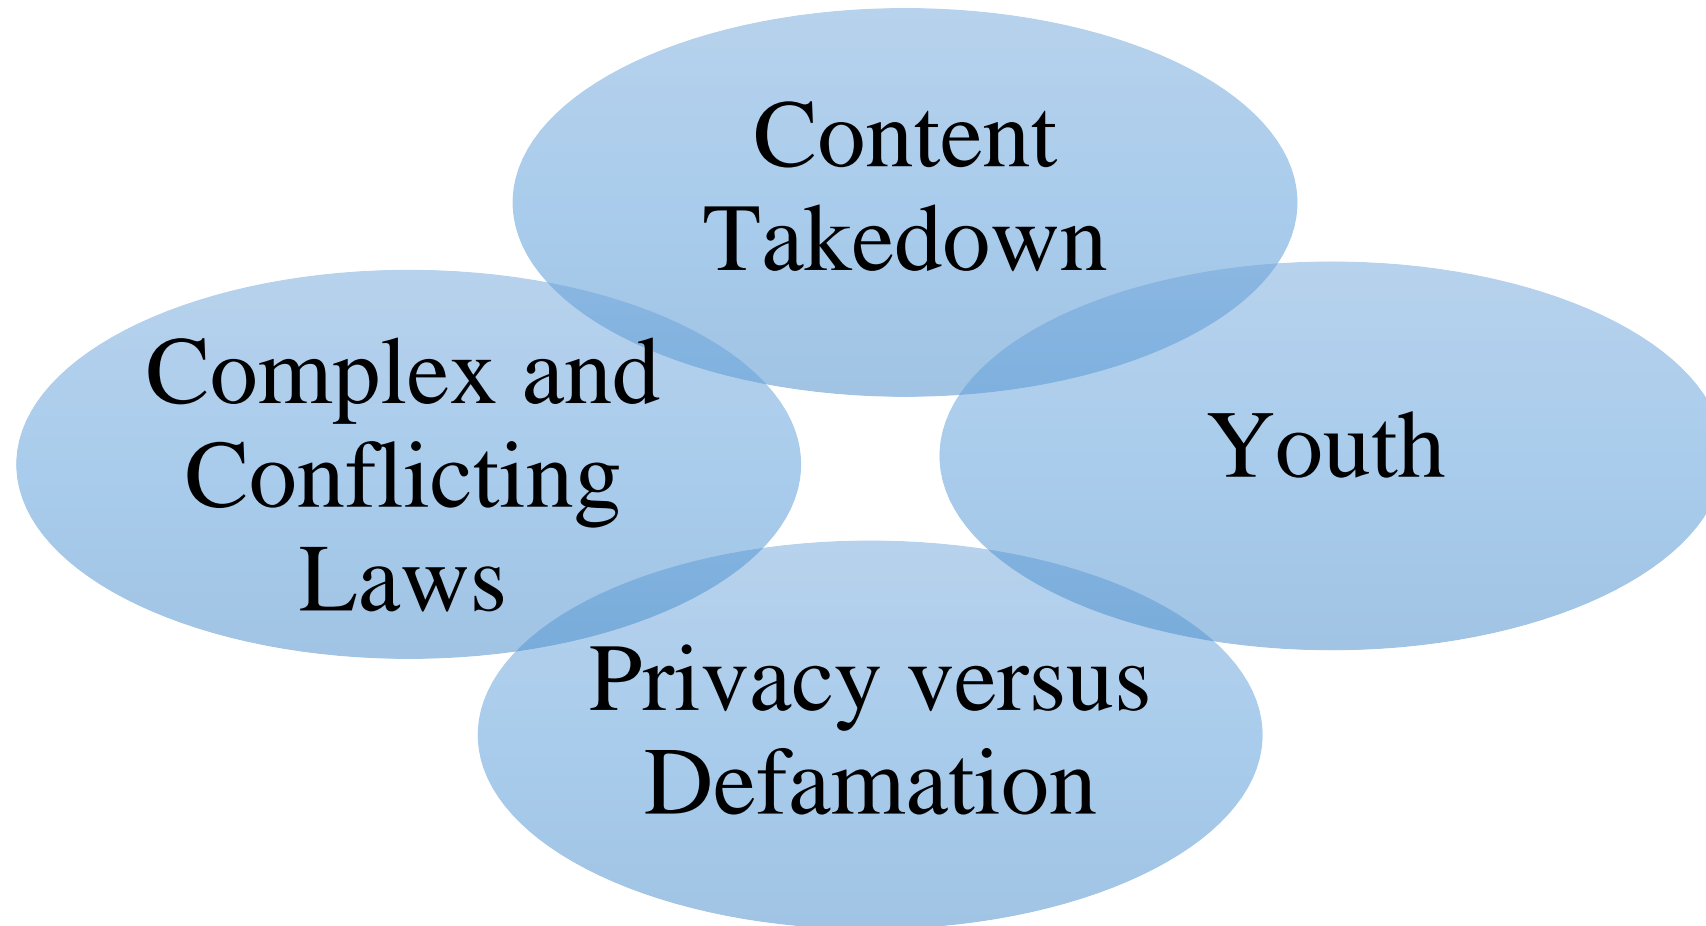 Content
Takedown
Complex and
Conflicting
Laws
Youth
Privacy versus
Defamation